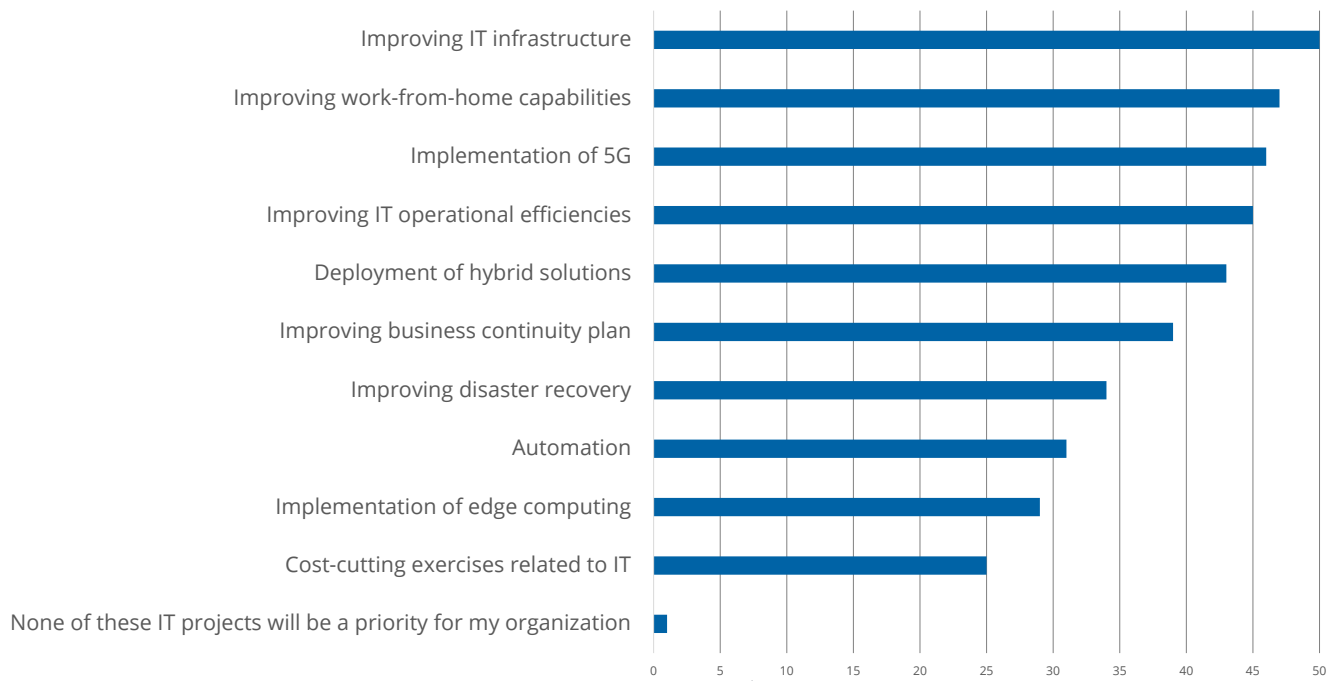 Improving IT infrastructure
Improving work-from-home capabilities
Implementation of 5G
Improving IT operational efficiencies
Deployment of hybrid solutions
Improving business continuity plan
Improving disaster recovery
Automation
Implementation of edge computing
Cost-cutting exercises related to IT
None of these IT projects will be a priority for my organization
0 5 10 15 20 25 30 35 40 45 50